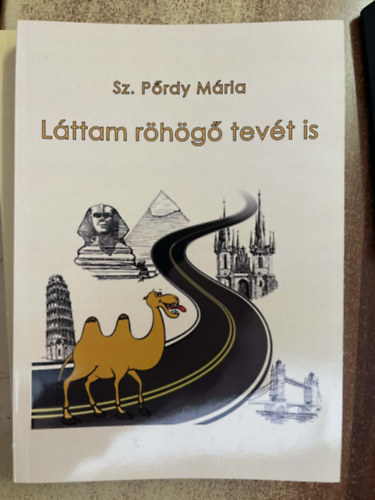 Sz. Pőrdy Mária
Láttam röhögő tevét is